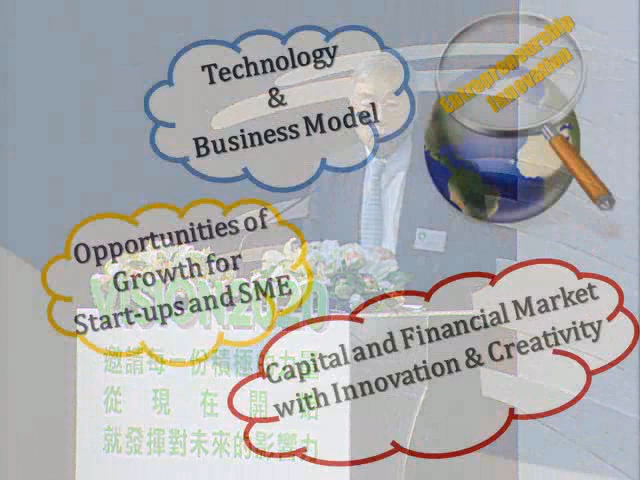 Technology
&
Business Model
Entrepreneurship
Innovation
Opportunities of
Growth for
Start-ups and SME
VISION2020
Capital and Financial Market
with Innovation & Creativity
邀請每一份積極的力量
從現在開始
就發揮對未來的影響力